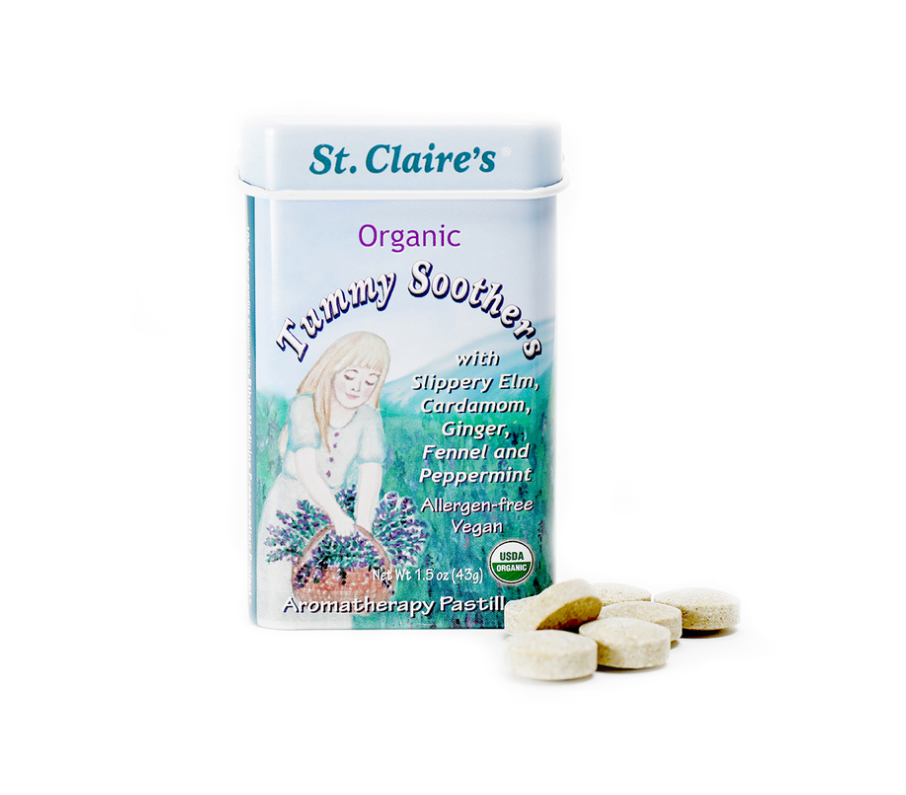 St. Claire's®
Organic
Tummy Soothers
with
Slippery Elm,
Cardamom,
Ginger,
Fennel and
Peppermint
Allergen-free
Vegan
USDA
ORGANIC
Net Wt 1.5 oz (43g)
Aromatherapy Pastill